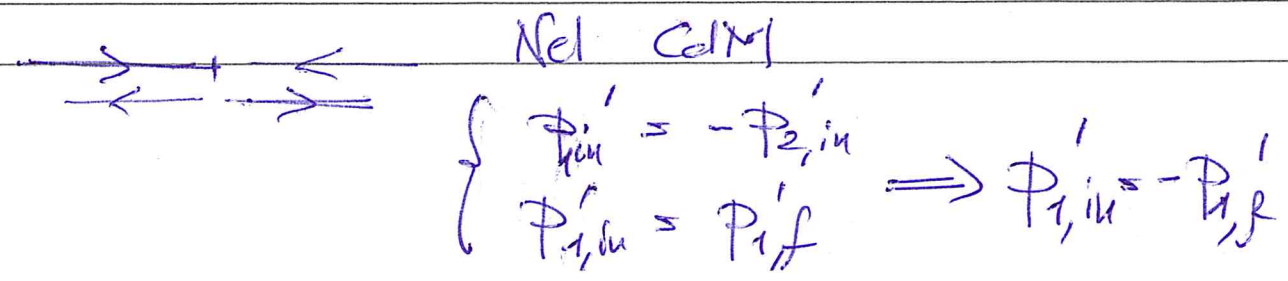 Nel CdM
{ P'1,in = - P'2,in
P'1,in = P'1,f ⟹ P'1,in = - P'1,f